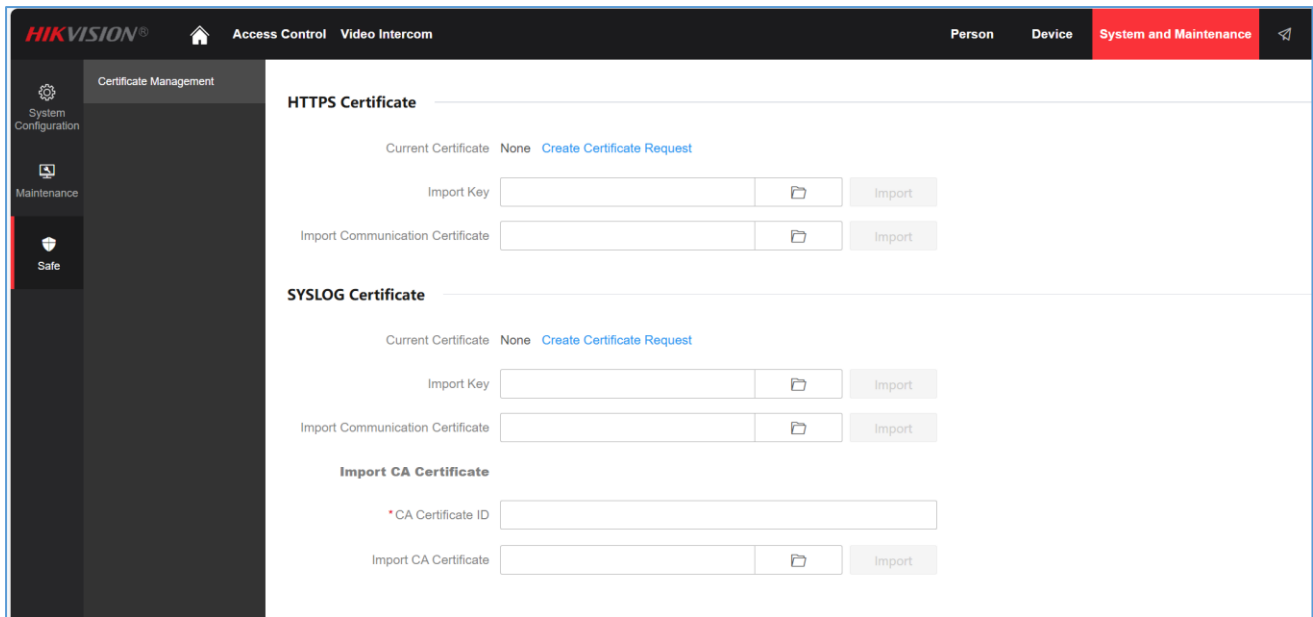 HIKVISION® Access Control Video Intercom Person Device System and Maintenance
System
Configuration
Maintenance
Safe
Certificate Management
HTTPS Certificate
Current Certificate None Create Certificate Request
Import Key Import
Import Communication Certificate Import
SYSLOG Certificate
Current Certificate None Create Certificate Request
Import Key Import
Import Communication Certificate Import
Import CA Certificate
*CA Certificate ID
Import CA Certificate Import